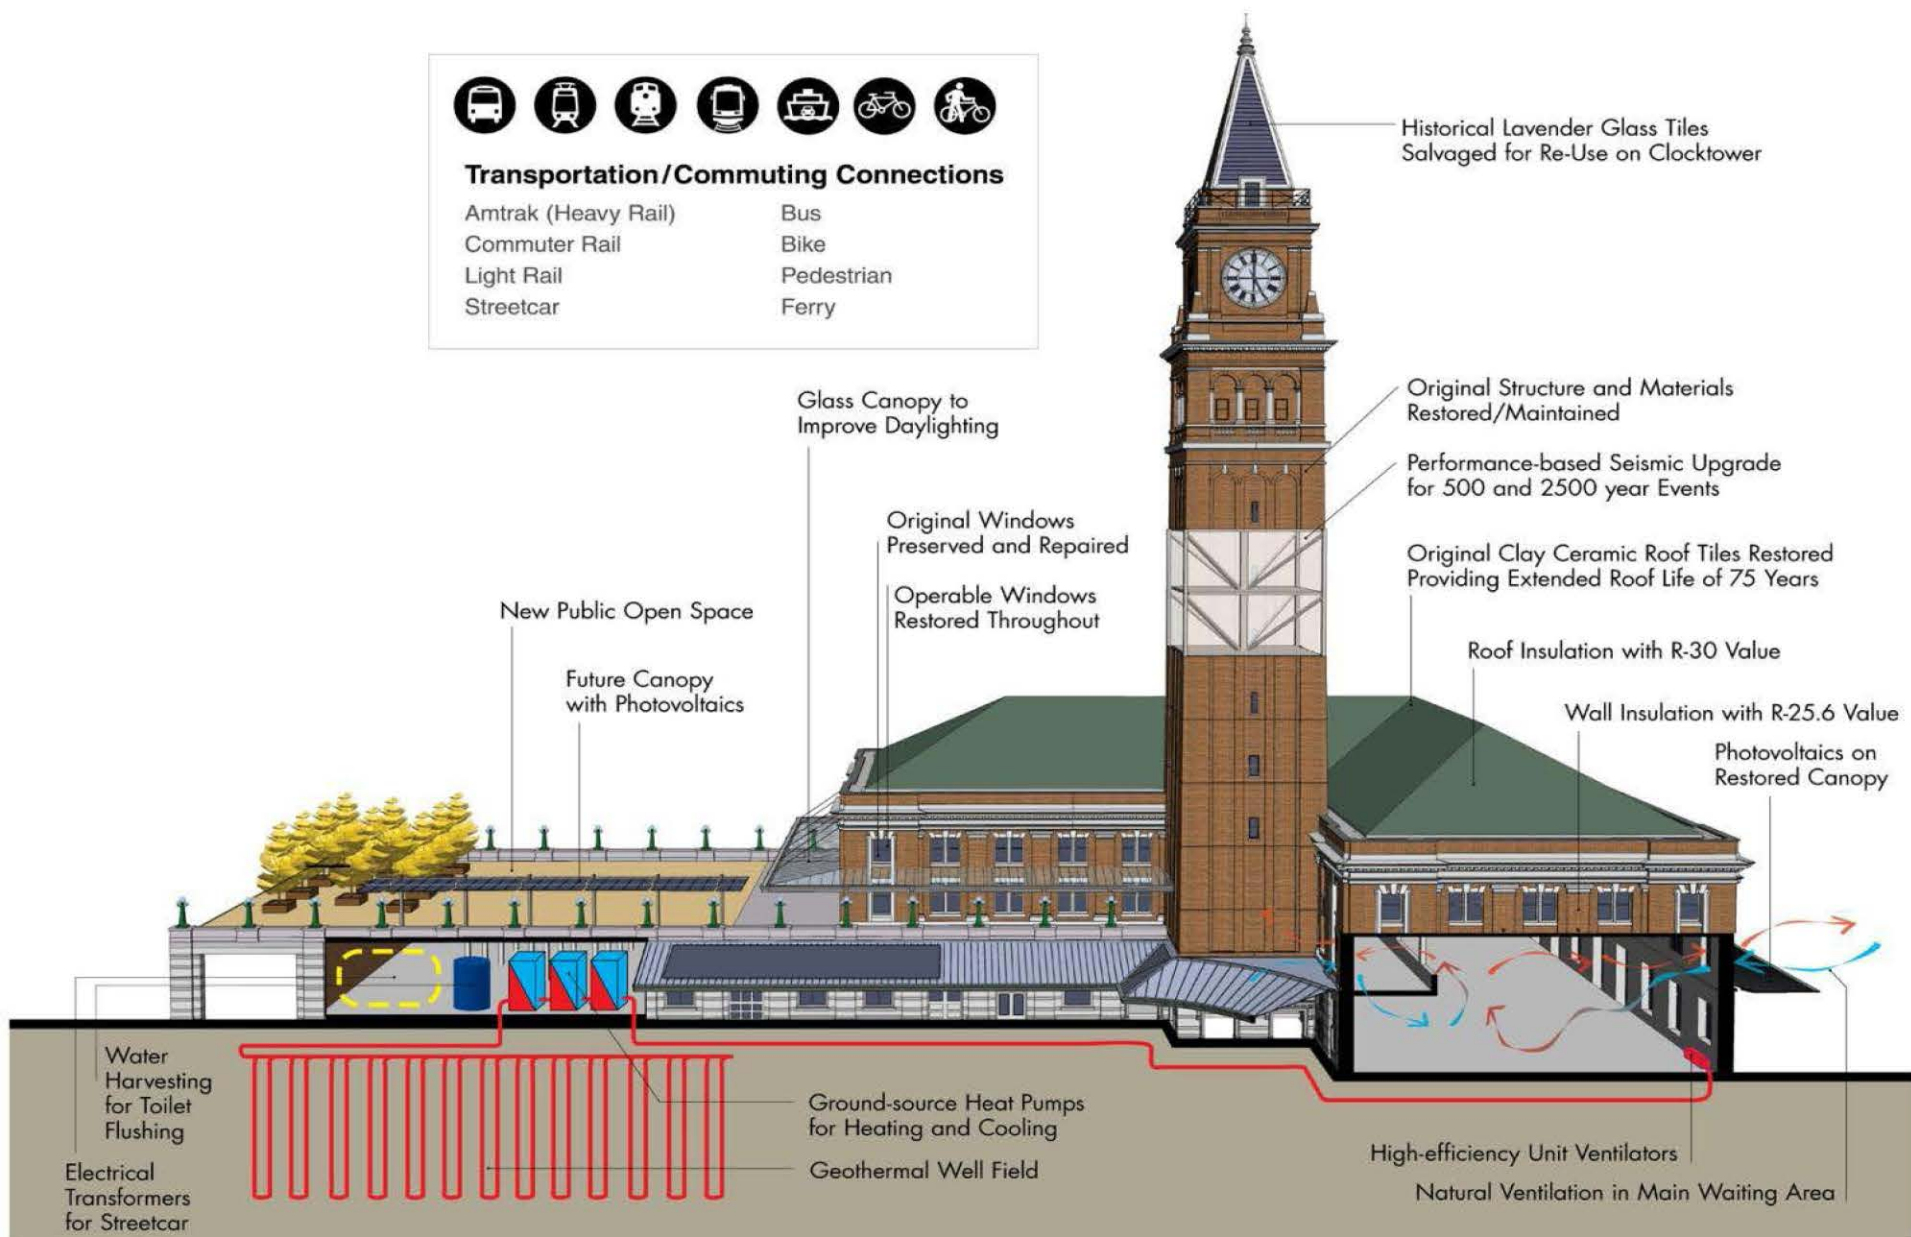 Transportation/Commuting Connections
Amtrak (Heavy Rail)
Commuter Rail
Light Rail
Streetcar
Bus
Bike
Pedestrian
Ferry
Historical Lavender Glass Tiles
Salvaged for Re-Use on Clocktower
Glass Canopy to
Improve Daylighting
Original Structure and Materials
Restored/Maintained
Performance-based Seismic Upgrade
for 500 and 2500 year Events
Original Windows
Preserved and Repaired
Original Clay Ceramic Roof Tiles Restored
Providing Extended Roof Life of 75 Years
Operable Windows
Restored Throughout
New Public Open Space
Roof Insulation with R-30 Value
Future Canopy
with Photovoltaics
Wall Insulation with R-25.6 Value
Photovoltaics on
Restored Canopy
Water
Harvesting
for Toilet
Flushing
Electrical
Transformers
for Streetcar
Ground-source Heat Pumps
for Heating and Cooling
Geothermal Well Field
High-efficiency Unit Ventilators
Natural Ventilation in Main Waiting Area